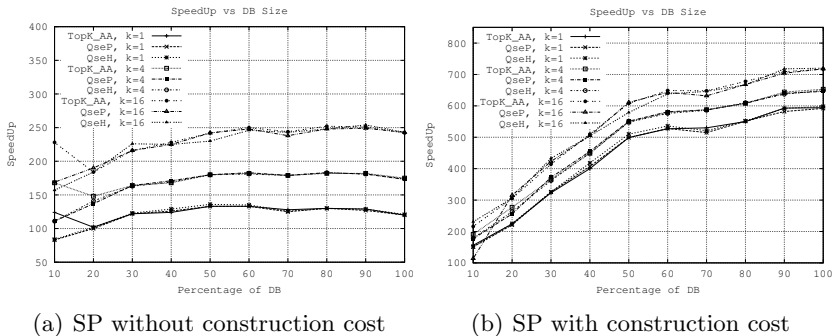 SpeedUp vs DB Size
400
350
300
250
200
150
100
50
TopK_AA, k=1
QseP, k=1
QseH, k=1
TopK_AA, k=4
QseP, k=4
QseH, k=4
TopK_AA, k=16
QseP, k=16
QseH, k=16
SpeedUp
10 20 30 40 50 60 70 80 90 100
Percentage of DB
(a) SP without construction cost
SpeedUp vs DB Size
800
700
600
500
400
300
200
100
TopK_AA, k=1
QseP, k=1
QseH, k=1
TopK_AA, k=4
QseP, k=4
QseH, k=4
TopK_AA, k=16
QseP, k=16
QseH, k=16
SpeedUp
10 20 30 40 50 60 70 80 90 100
Percentage of DB
(b) SP with construction cost